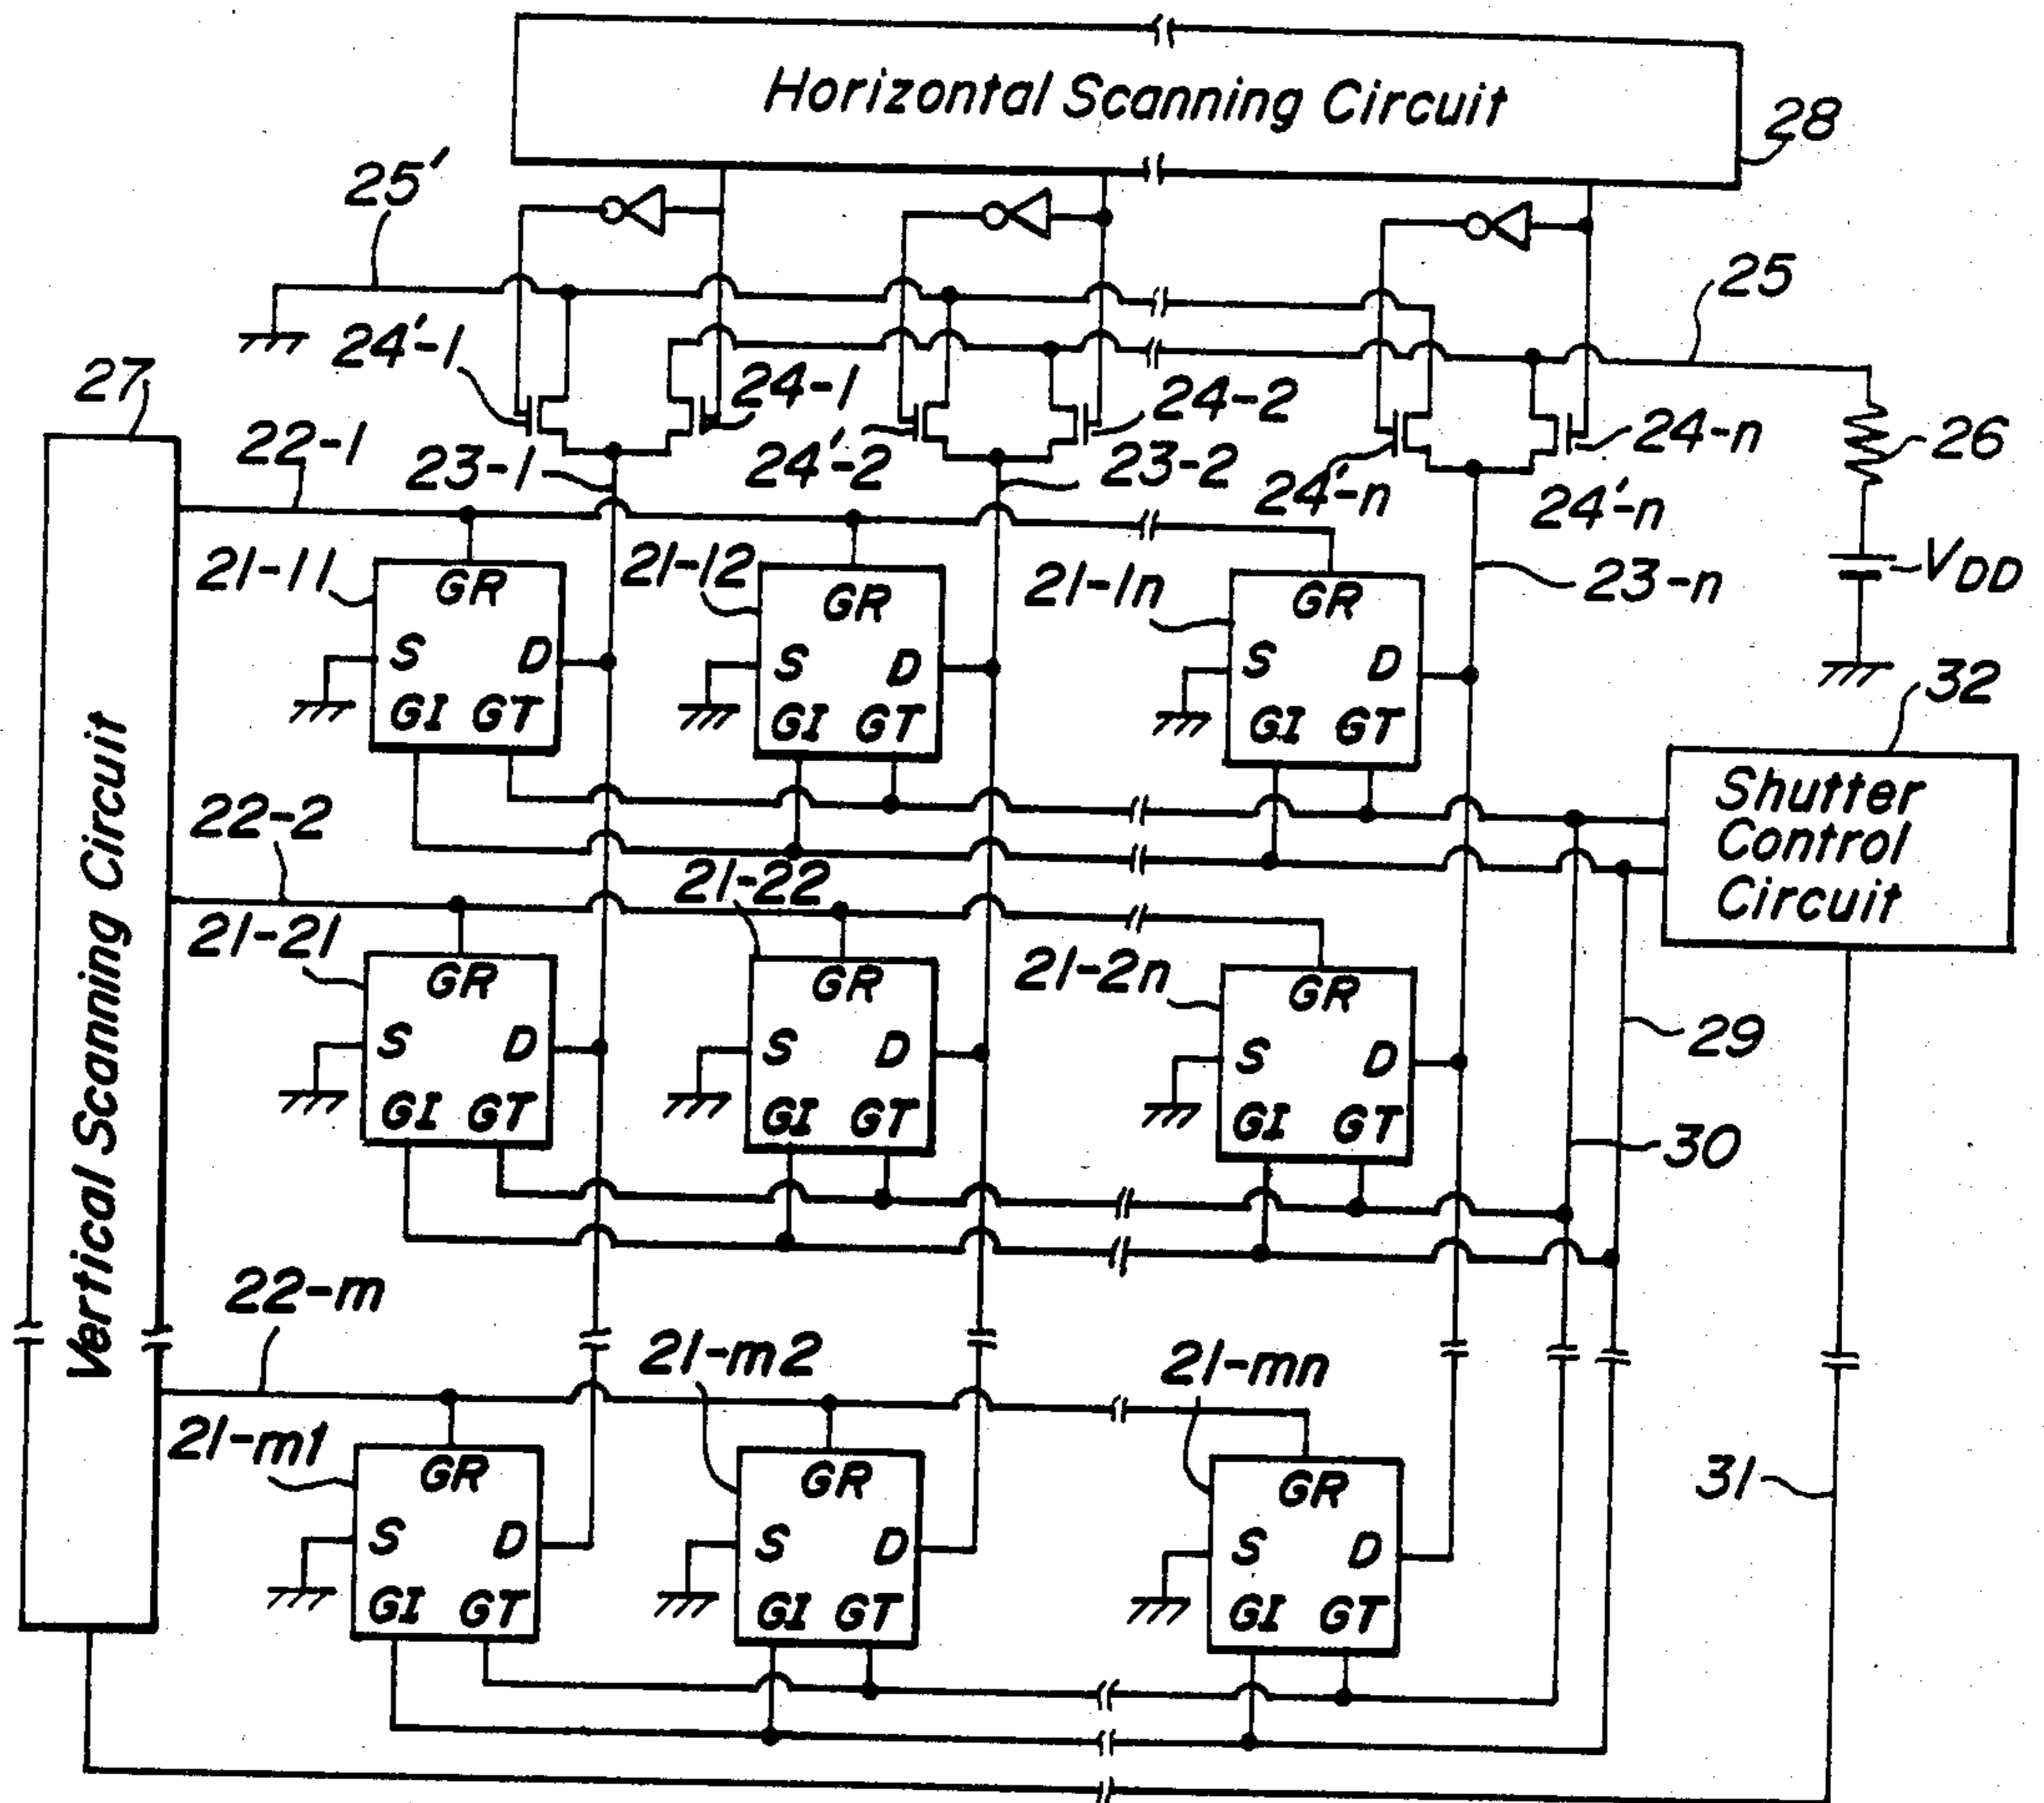 Horizontal Scanning Circuit
28
25'
25
24'-1
24-1
24-2
27
22-1
23-1
24'-2
23-2
24'-n
24-n
24'-n
26
21-11
21-12
21-1n
23-n
VDD
GR
S D
GI GT
GR
S D
GI GT
GR
S D
GI GT
32
Shutter
Control
Circuit
Vertical Scanning Circuit
22-2
21-22
21-21
21-2n
GR
S D
GI GT
GR
S D
GI GT
GR
S D
GI GT
29
30
22-m
21-m2
21-mn
21-m1
GR
S D
GI GT
GR
S D
GI GT
GR
S D
GI GT
31